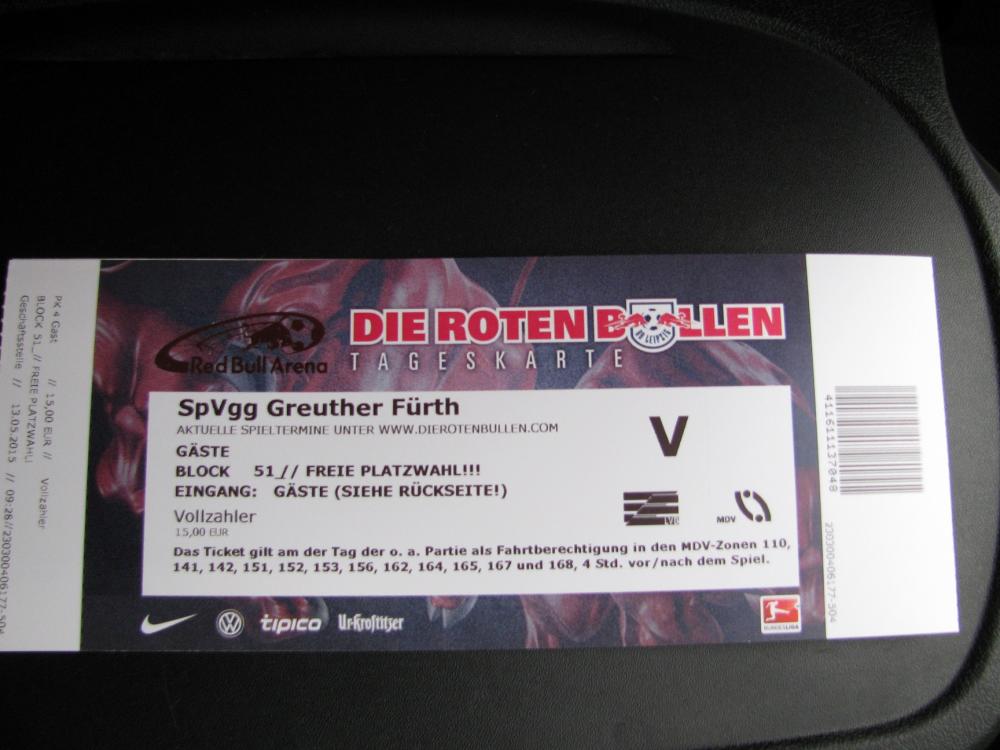 PK 4 Gast // 15,00 EUR // Vollzahler
BLOCK 51_// FREIE PLATZWAHL!
Geschäftsstelle // 13.05.2015 // 09:28//230300406177-504
Red Bull Arena
DIE ROTEN BULLEN
RB LEIPZIG
TAGESKARTE
SpVgg Greuther Fürth
AKTUELLE SPIELTERMINE UNTER WWW.DIEROTENBULLEN.COM
V
GÄSTE
BLOCK 51_// FREIE PLATZWAHL!!!
EINGANG: GÄSTE (SIEHE RÜCKSEITE!)
Vollzahler
15,00 EUR
LVB
MDV
Das Ticket gilt am der Tag der o. a. Partie als Fahrtberechtigung in den MDV-Zonen 110,
141, 142, 151, 152, 153, 156, 162, 164, 165, 167 und 168, 4 Std. vor/nach dem Spiel.
tipico
Ur-Krostitzer
BUNDESLIGA
411611137048
230300406177-504